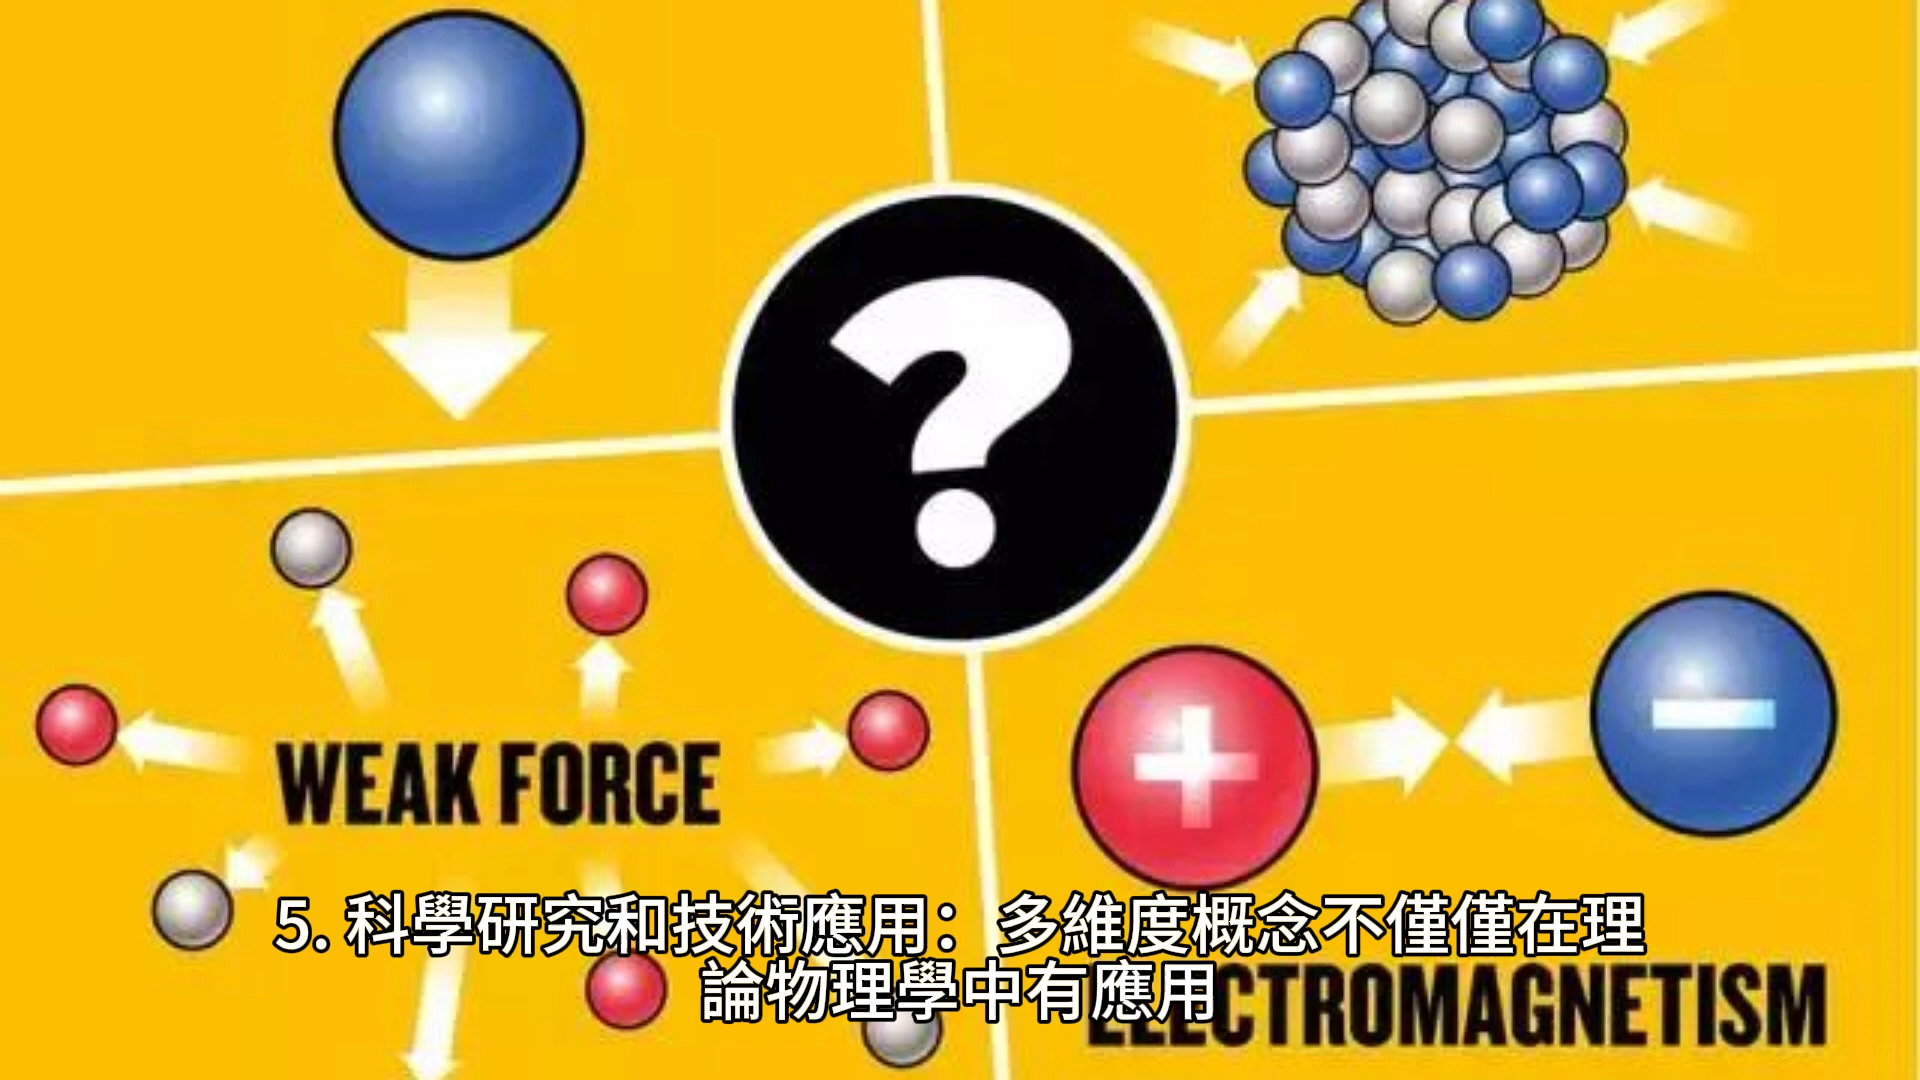 ?
WEAK FORCE
+
−
ELECTROMAGNETISM
5. 科學研究和技術應用：多維度概念不僅僅在理
論物理學中有應用